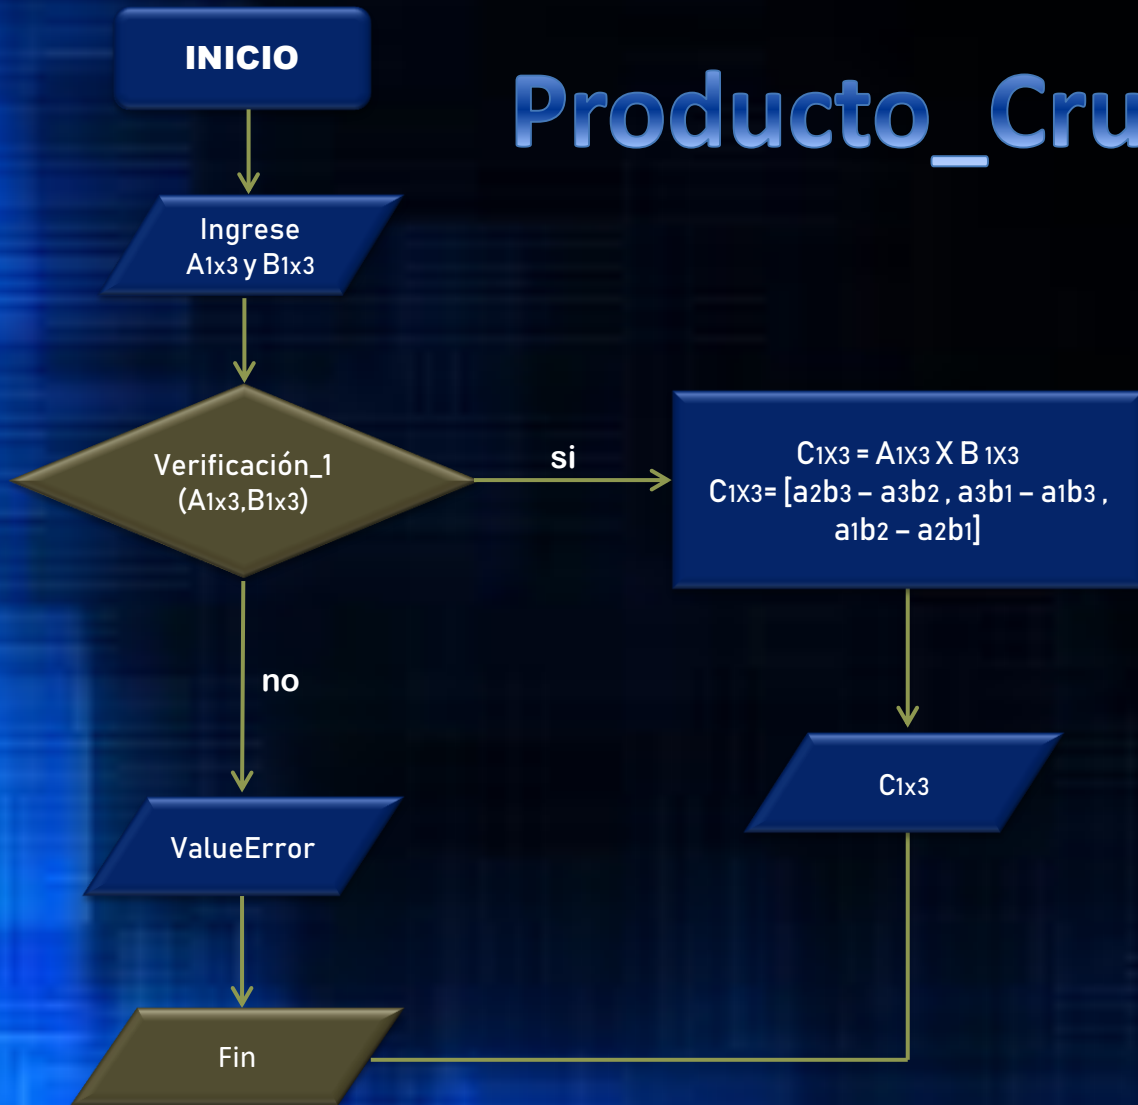 INICIO
Producto_Cru
Ingrese
A1x3 y B1x3
Verificación_1
(A1x3,B1x3)
si
C1X3 = A1X3 X B 1X3
C1X3= [a2b3 – a3b2 , a3b1 – a1b3 ,
a1b2 – a2b1]
no
C1x3
ValueError
Fin